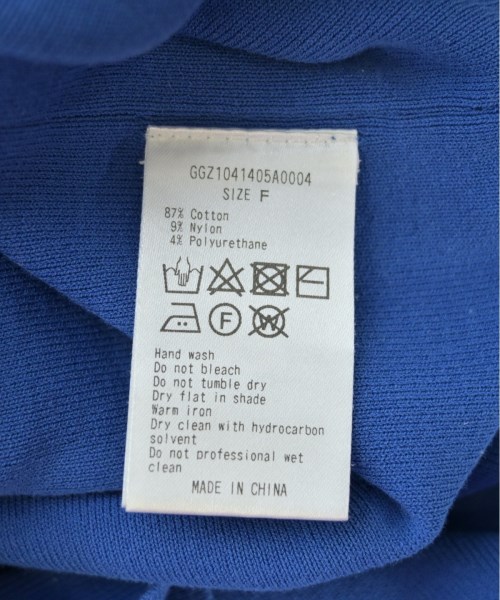 GGZ1041405A0004
SIZE F
87% Cotton
9% Nylon
4% Polyurethane
F
W
Hand wash
Do not bleach
Do not tumble dry
Dry flat in shade
Warm iron
Dry clean with hydrocarbon
solvent
Do not professional wet
clean
MADE IN CHINA